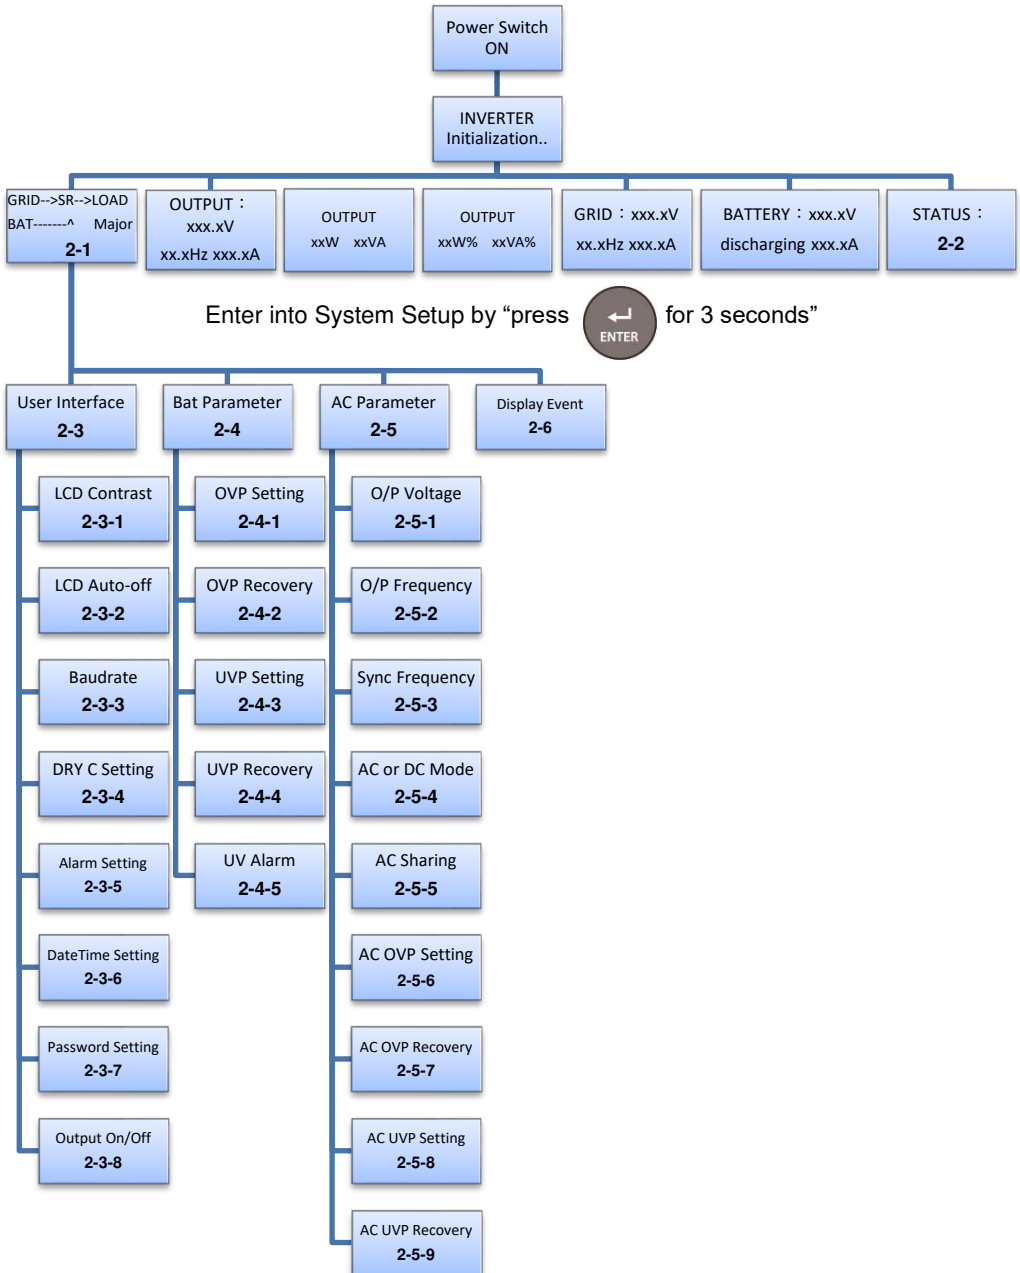 Power Switch
ON
INVERTER
Initialization..
GRID-->SR-->LOAD
BAT-------^ Major
2-1
OUTPUT：
xxx.xV
xx.xHz xxx.xA
OUTPUT
xxW xxVA
OUTPUT
xxW% xxVA%
GRID：xxx.xV
xx.xHz xxx.xA
BATTERY：xxx.xV
discharging xxx.xA
STATUS：
2-2
Enter into System Setup by “press ENTER for 3 seconds”
User Interface
2-3
Bat Parameter
2-4
AC Parameter
2-5
Display Event
2-6
LCD Contrast
2-3-1
LCD Auto-off
2-3-2
Baudrate
2-3-3
DRY C Setting
2-3-4
Alarm Setting
2-3-5
DateTime Setting
2-3-6
Password Setting
2-3-7
Output On/Off
2-3-8
OVP Setting
2-4-1
OVP Recovery
2-4-2
UVP Setting
2-4-3
UVP Recovery
2-4-4
UV Alarm
2-4-5
O/P Voltage
2-5-1
O/P Frequency
2-5-2
Sync Frequency
2-5-3
AC or DC Mode
2-5-4
AC Sharing
2-5-5
AC OVP Setting
2-5-6
AC OVP Recovery
2-5-7
AC UVP Setting
2-5-8
AC UVP Recovery
2-5-9